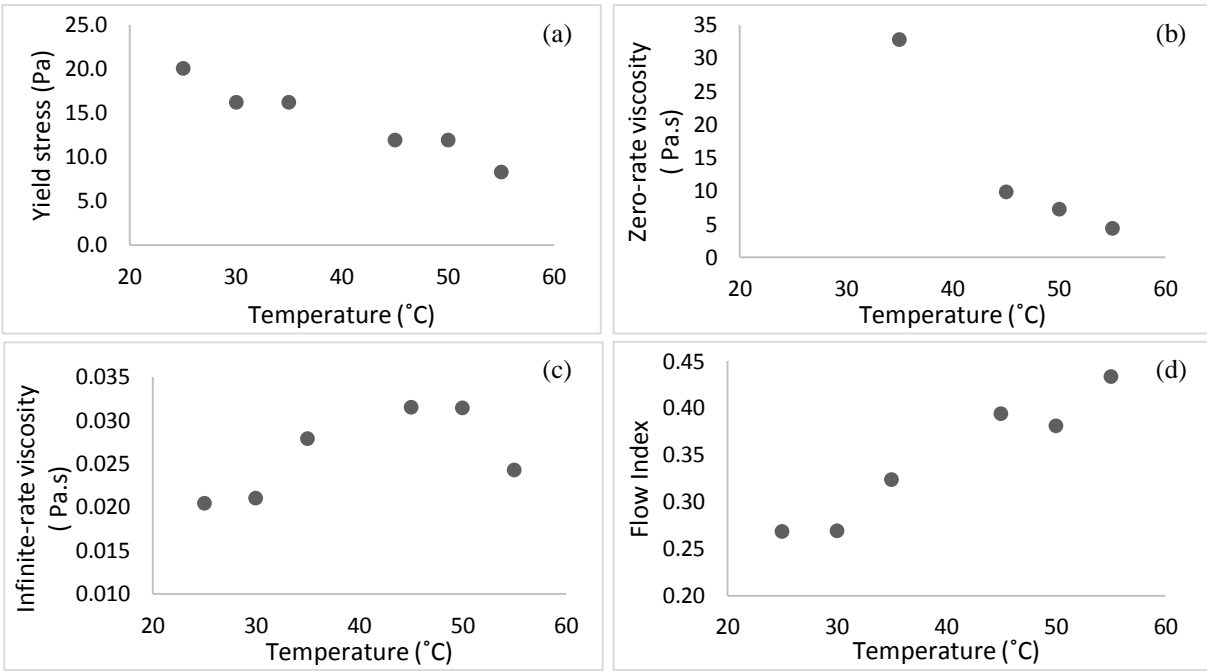 (a)
Yield stress (Pa)
25.0
20.0
15.0
10.0
5.0
0.0
20 30 40 50 60
Temperature (˚C)
(b)
Zero-rate viscosity
( Pa.s)
35
30
25
20
15
10
5
0
20 30 40 50 60
Temperature (˚C)
(c)
Infinite-rate viscosity
( Pa.s)
0.035
0.030
0.025
0.020
0.015
0.010
20 30 40 50 60
Temperature (˚C)
(d)
Flow Index
0.45
0.40
0.35
0.30
0.25
0.20
20 30 40 50 60
Temperature (˚C)